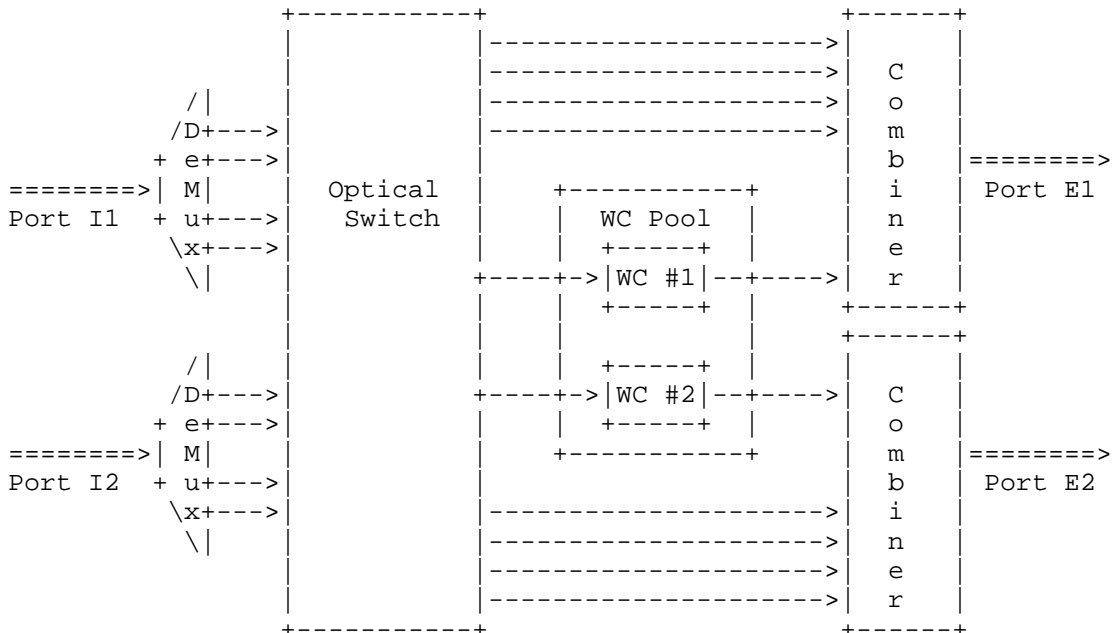 DeMux
Port I1
DeMux
Port I2
Optical
Switch
WC Pool
WC #1
WC #2
Combiner
Port E1
Combiner
Port E2